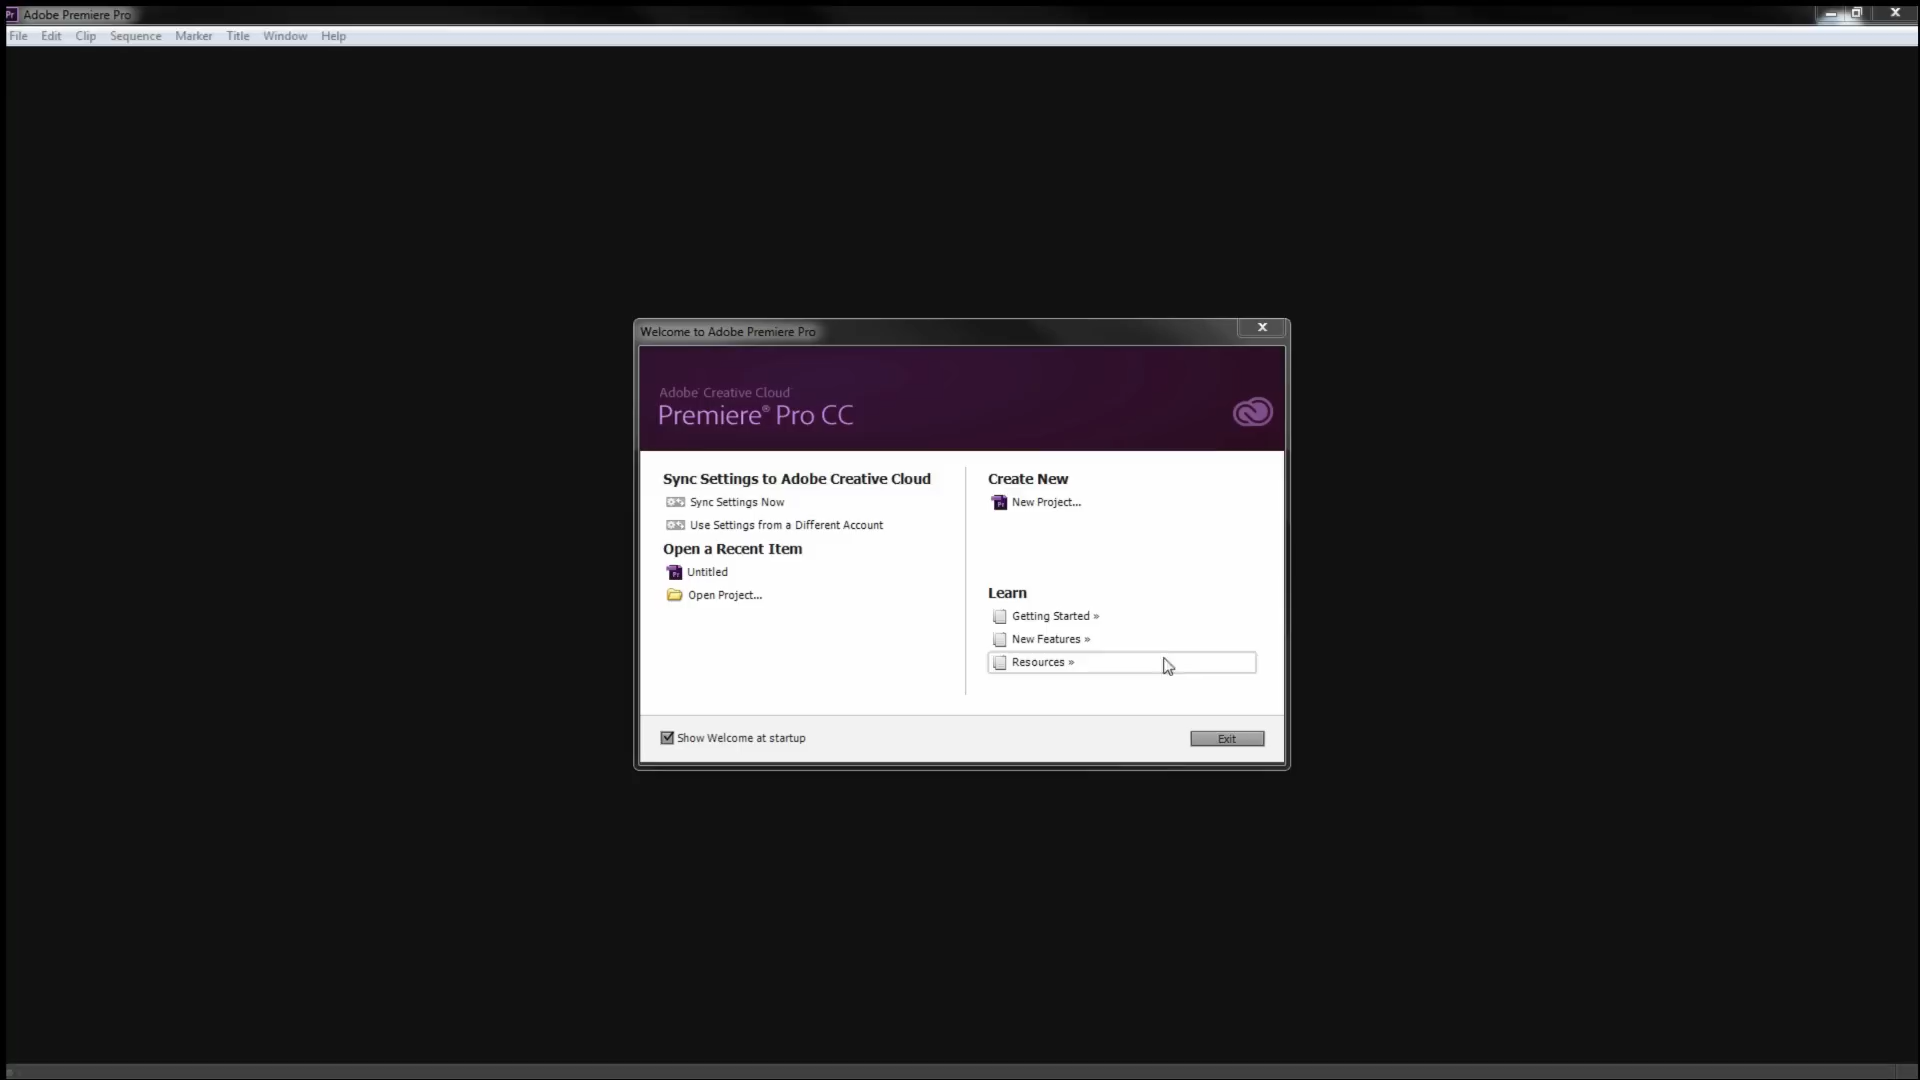 Adobe Premiere Pro
File Edit Clip Sequence Marker Title Window Help
Welcome to Adobe Premiere Pro
Adobe Creative Cloud
Premiere® Pro CC
Sync Settings to Adobe Creative Cloud
Sync Settings Now
Use Settings from a Different Account
Open a Recent Item
Untitled
Open Project...
Create New
New Project...
Learn
Getting Started »
New Features »
Resources »
Show Welcome at startup
Exit